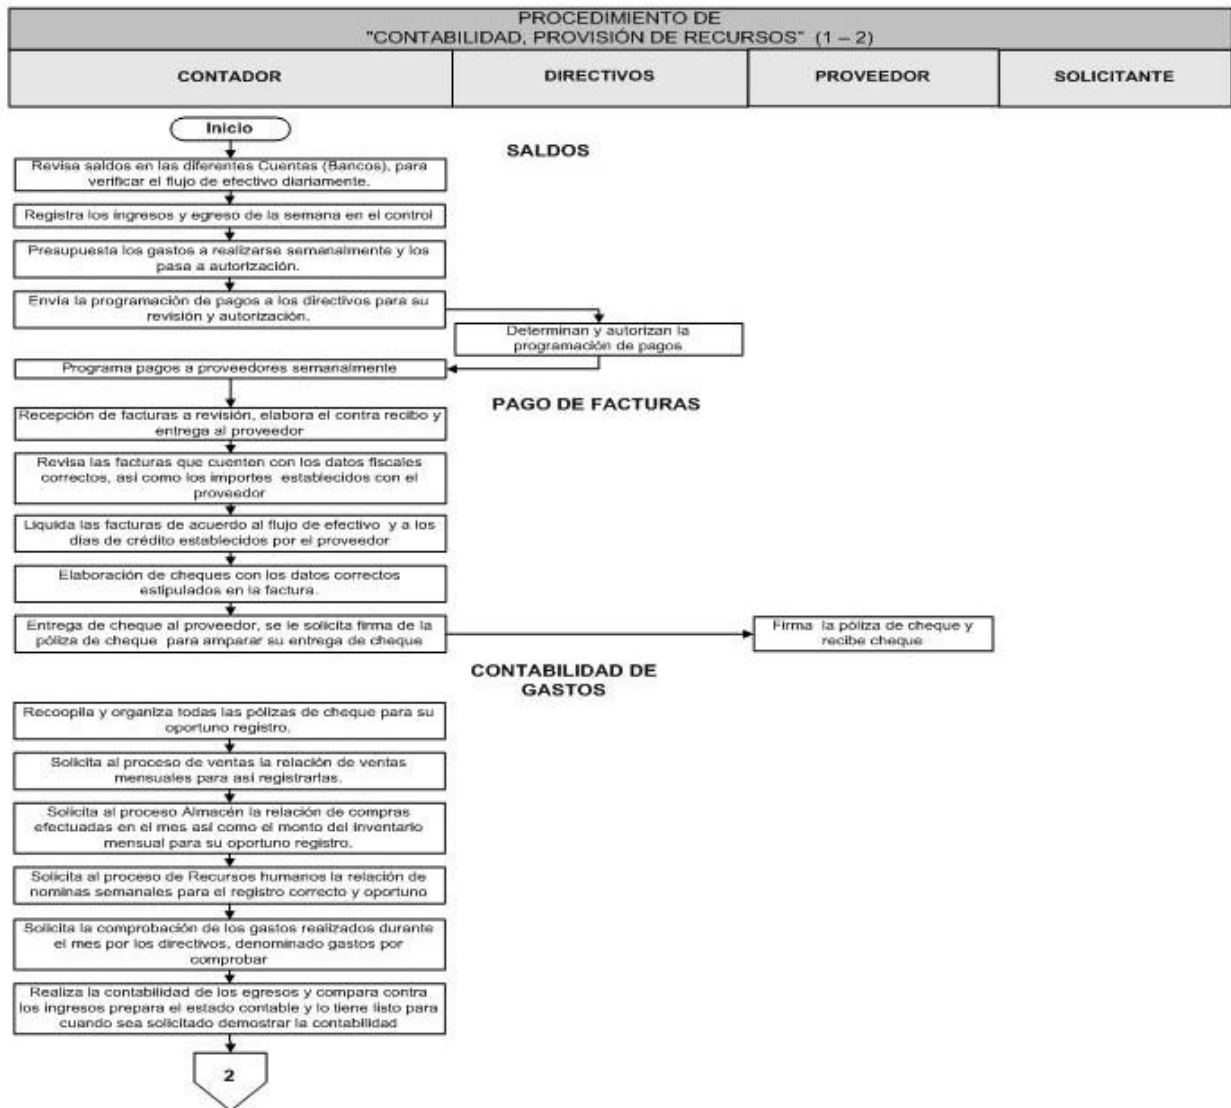 PROCEDIMIENTO DE
"CONTABILIDAD, PROVISIÓN DE RECURSOS" (1 – 2)
CONTADOR
DIRECTIVOS
PROVEEDOR
SOLICITANTE
Inicio
SALDOS
Revisa saldos en las diferentes Cuentas (Bancos), para
verificar el flujo de efectivo diariamente.
Registra los ingresos y egreso de la semana en el control
Presupuesta los gastos a realizarse semanalmente y los
pasa a autorización.
Envía la programación de pagos a los directivos para su
revisión y autorización.
Determinan y autorizan la
programación de pagos
Programa pagos a proveedores semanalmente
PAGO DE FACTURAS
Recepción de facturas a revisión, elabora el contra recibo y
entrega al proveedor
Revisa las facturas que cuenten con los datos fiscales
correctos, así como los importes establecidos con el
proveedor
Liquida las facturas de acuerdo al flujo de efectivo y a los
días de crédito establecidos por el proveedor
Elaboración de cheques con los datos correctos
estipulados en la factura.
Entrega de cheque al proveedor, se le solicita firma de la
póliza de cheque para amparar su entrega de cheque
Firma la póliza de cheque y
recibe cheque
CONTABILIDAD DE
GASTOS
Recopila y organiza todas las pólizas de cheque para su
oportuno registro.
Solicita al proceso de ventas la relación de ventas
mensuales para así registrarlas.
Solicita al proceso Almacén la relación de compras
efectuadas en el mes así como el monto del inventario
mensual para su oportuno registro.
Solicita al proceso de Recursos humanos la relación de
nominas semanales para el registro correcto y oportuno
Solicita la comprobación de los gastos realizados durante
el mes por los directivos, denominado gastos por
comprobar
Realiza la contabilidad de los egresos y compara contra
los ingresos prepara el estado contable y lo tiene listo para
cuando sea solicitado demostrar la contabilidad
2